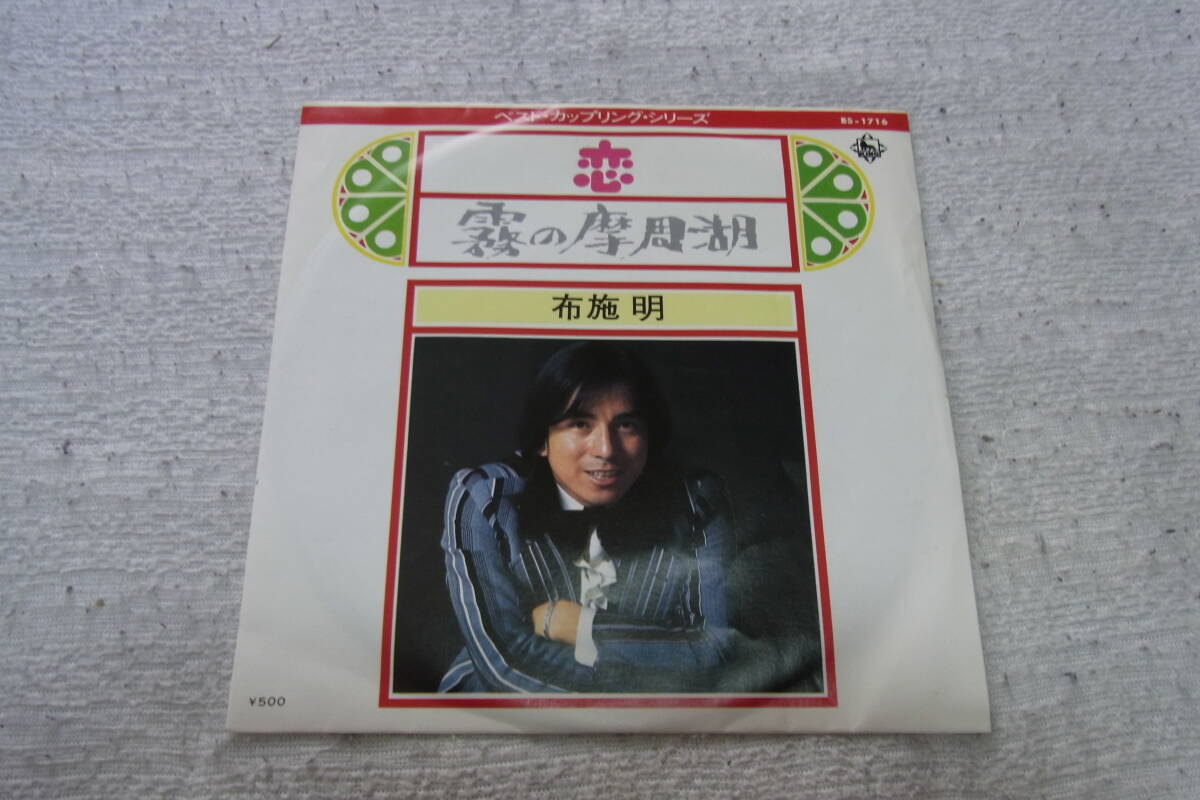 ベスト・カップリング・シリーズ
BS-1716
恋
霧の摩周湖
布施 明
¥500